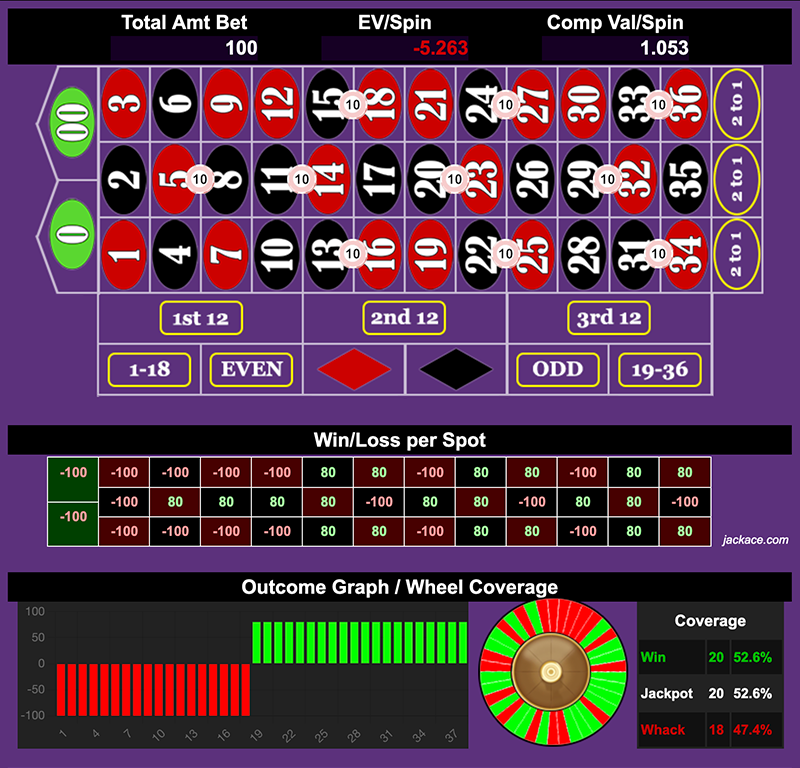 Total Amt Bet EV/Spin Comp Val/Spin
100 -5.263 1.053
00 3 6 9 12 15 10 18 21 24 10 27 30 33 10 36 2 to 1
2 5 10 8 11 10 14 17 20 10 23 26 29 10 32 35 2 to 1
0 1 4 7 10 13 10 16 19 22 10 25 28 31 10 34 2 to 1
1st 12 2nd 12 3rd 12
1-18 EVEN ODD 19-36
Win/Loss per Spot
-100 -100 -100 -100 -100 80 80 -100 80 80 -100 80 80
-100 80 80 80 80 -100 80 80 -100 80 80 -100
-100 -100 -100 -100 -100 80 80 -100 80 80 -100 80 80
jackace.com
Outcome Graph / Wheel Coverage
100
50
0
-50
-100
1 4 7 10 13 16 19 22 25 28 31 34 37
Coverage
Win 20 52.6%
Jackpot 20 52.6%
Whack 18 47.4%